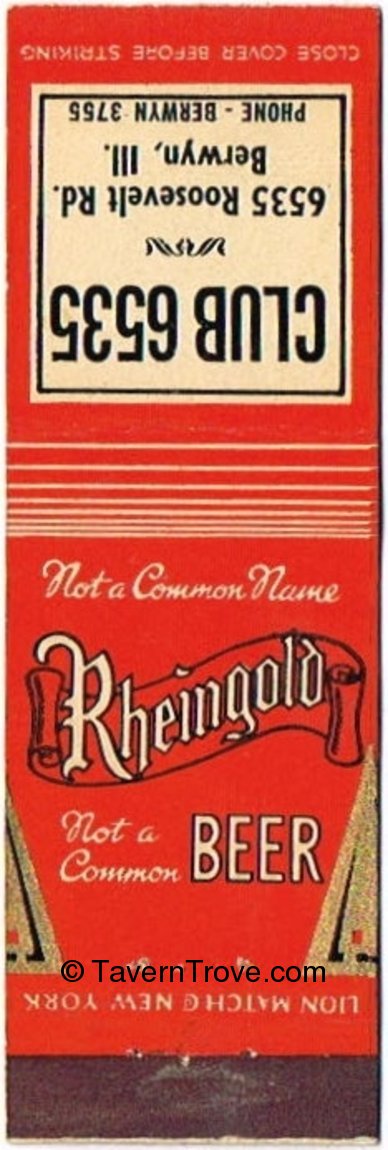 CLOSE COVER BEFORE STRIKING
CLUB 6535
6535 Roosevelt Rd.
Berwyn, Ill.
PHONE - BERWYN 3755
Not a Common Name
Rheingold
Not a
Common BEER
© TavernTrove.com
LION MATCH © NEW YORK